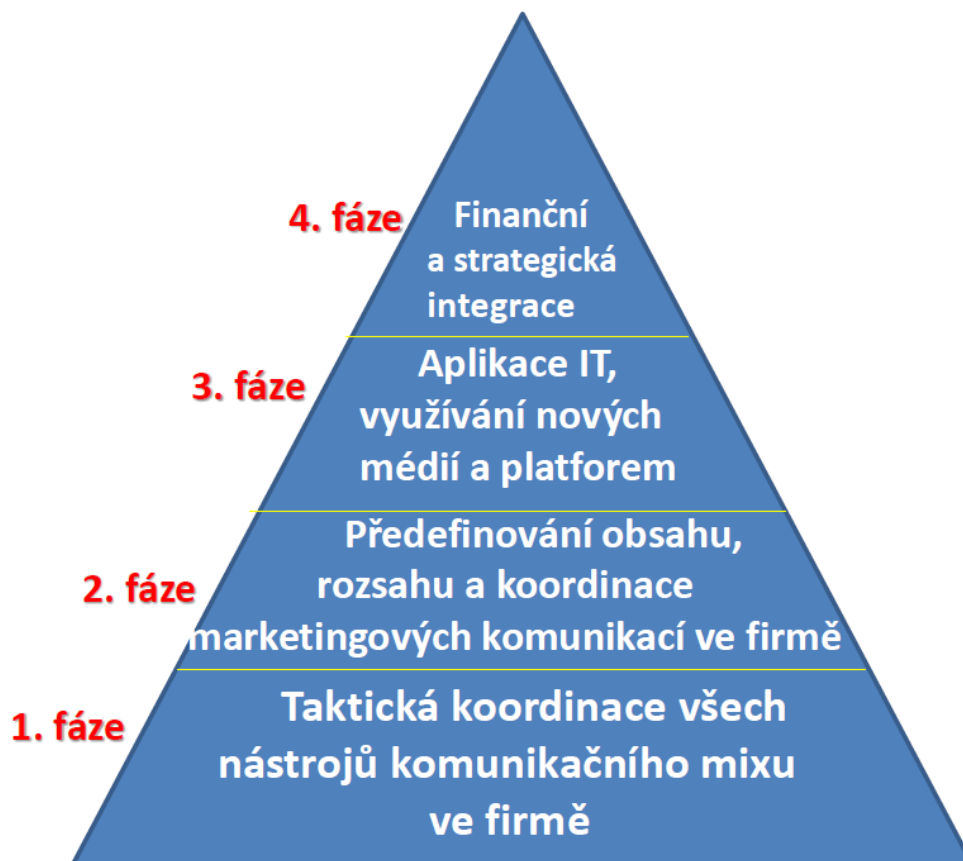 4. fáze
Finanční
a strategická
integrace
3. fáze
Aplikace IT,
využívání nových
médií a platforem
2. fáze
Předefinování obsahu,
rozsahu a koordinace
marketingových komunikací ve firmě
1. fáze
Taktická koordinace všech
nástrojů komunikačního mixu
ve firmě